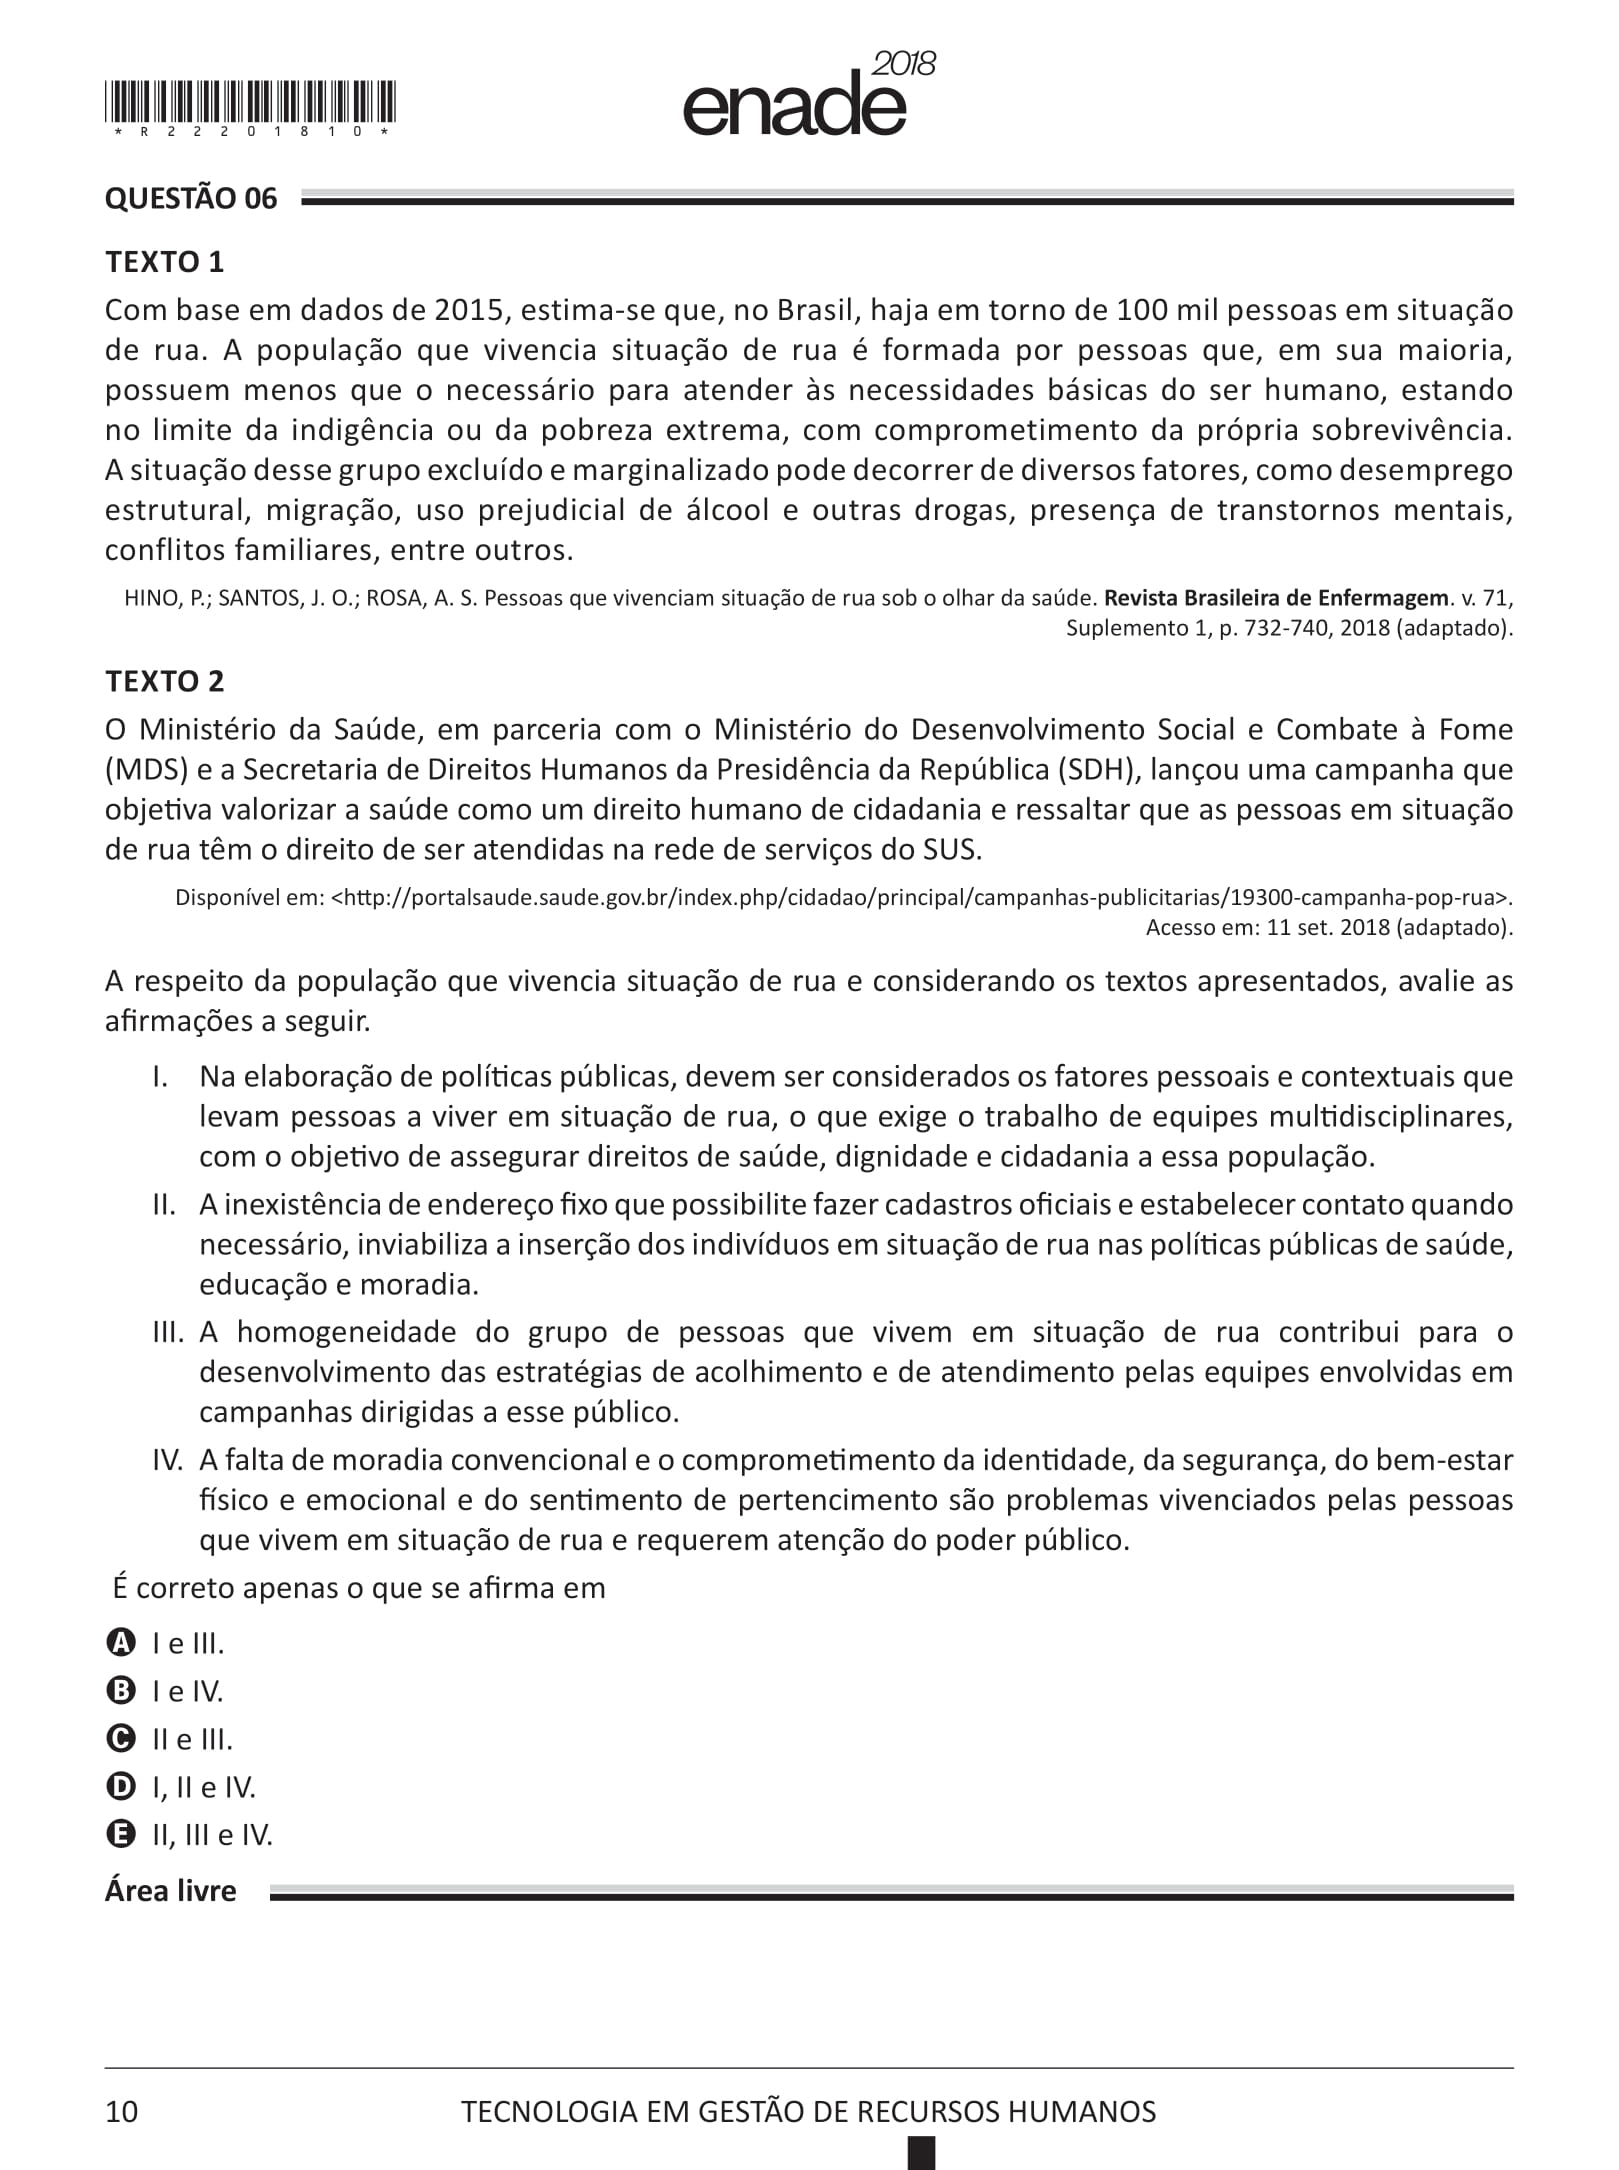 2018
enade
* R 2 2 2 0 1 8 1 0 *
QUESTÃO 06
TEXTO 1
Com base em dados de 2015, estima-se que, no Brasil, haja em torno de 100 mil pessoas em situação
de rua. A população que vivencia situação de rua é formada por pessoas que, em sua maioria,
possuem menos que o necessário para atender às necessidades básicas do ser humano, estando
no limite da indigência ou da pobreza extrema, com comprometimento da própria sobrevivência.
A situação desse grupo excluído e marginalizado pode decorrer de diversos fatores, como desemprego
estrutural, migração, uso prejudicial de álcool e outras drogas, presença de transtornos mentais,
conflitos familiares, entre outros.
HINO, P.; SANTOS, J. O.; ROSA, A. S. Pessoas que vivenciam situação de rua sob o olhar da saúde. Revista Brasileira de Enfermagem. v. 71,
Suplemento 1, p. 732-740, 2018 (adaptado).
TEXTO 2
O Ministério da Saúde, em parceria com o Ministério do Desenvolvimento Social e Combate à Fome
(MDS) e a Secretaria de Direitos Humanos da Presidência da República (SDH), lançou uma campanha que
objetiva valorizar a saúde como um direito humano de cidadania e ressaltar que as pessoas em situação
de rua têm o direito de ser atendidas na rede de serviços do SUS.
Disponível em: <http://portalsaude.saude.gov.br/index.php/cidadao/principal/campanhas-publicitarias/19300-campanha-pop-rua>.
Acesso em: 11 set. 2018 (adaptado).
A respeito da população que vivencia situação de rua e considerando os textos apresentados, avalie as
afirmações a seguir.
I. Na elaboração de políticas públicas, devem ser considerados os fatores pessoais e contextuais que
levam pessoas a viver em situação de rua, o que exige o trabalho de equipes multidisciplinares,
com o objetivo de assegurar direitos de saúde, dignidade e cidadania a essa população.
II. A inexistência de endereço fixo que possibilite fazer cadastros oficiais e estabelecer contato quando
necessário, inviabiliza a inserção dos indivíduos em situação de rua nas políticas públicas de saúde,
educação e moradia.
III. A homogeneidade do grupo de pessoas que vivem em situação de rua contribui para o
desenvolvimento das estratégias de acolhimento e de atendimento pelas equipes envolvidas em
campanhas dirigidas a esse público.
IV. A falta de moradia convencional e o comprometimento da identidade, da segurança, do bem-estar
físico e emocional e do sentimento de pertencimento são problemas vivenciados pelas pessoas
que vivem em situação de rua e requerem atenção do poder público.
É correto apenas o que se afirma em
A I e III.
B I e IV.
C II e III.
D I, II e IV.
E II, III e IV.
Área livre
10 TECNOLOGIA EM GESTÃO DE RECURSOS HUMANOS